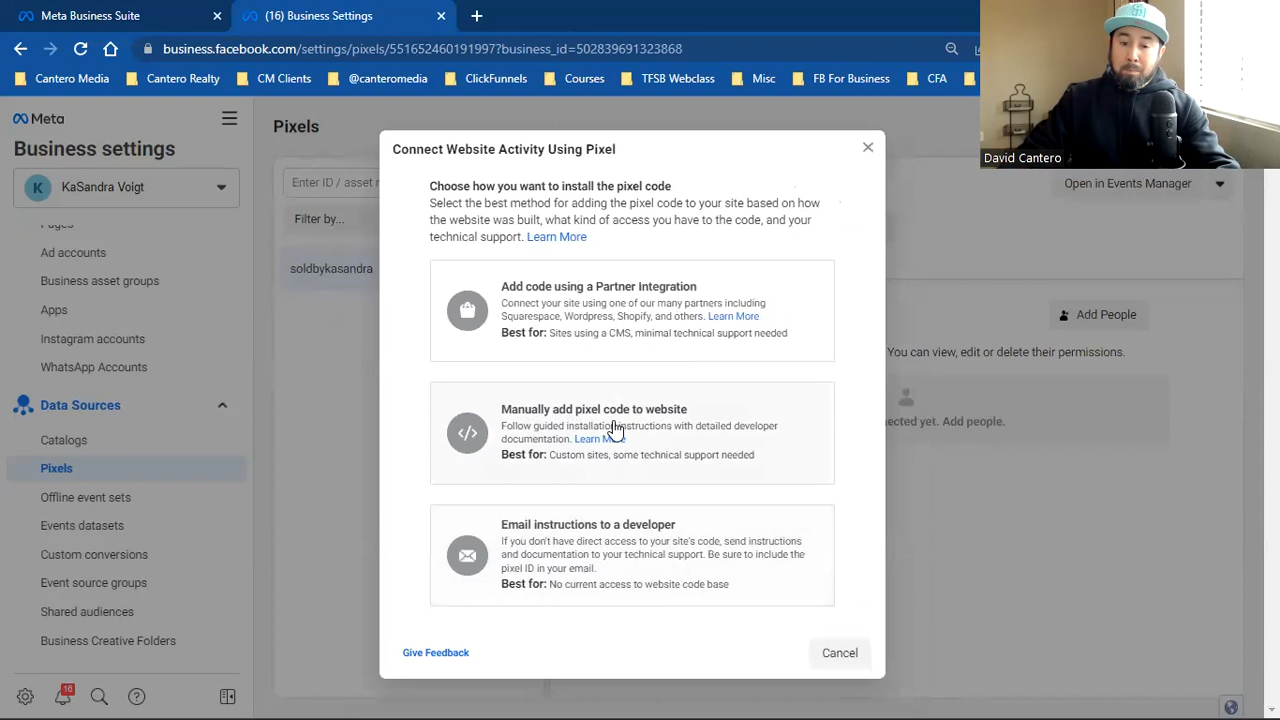 Meta Business Suite
(16) Business Settings
business.facebook.com/settings/pixels/551652460191997?business_id=502839691323868
Cantero Media
Cantero Realty
CM Clients
@canteromedia
ClickFunnels
Courses
TFSB Webclass
Misc
FB For Business
CFA
David Cantero
Meta
Business settings
K KaSandra Voigt
Pages
Ad accounts
Business asset groups
Apps
Instagram accounts
WhatsApp Accounts
Data Sources
Catalogs
Pixels
Offline event sets
Events datasets
Custom conversions
Event source groups
Shared audiences
Business Creative Folders
16
Pixels
Enter ID / asset
Filter by...
soldbykasandra
Connect Website Activity Using Pixel
Choose how you want to install the pixel code
Select the best method for adding the pixel code to your site based on how
the website was built, what kind of access you have to the code, and your
technical support. Learn More
Add code using a Partner Integration
Connect your site using one of our many partners including
Squarespace, Wordpress, Shopify, and others. Learn More
Best for: Sites using a CMS, minimal technical support needed
Manually add pixel code to website
Follow guided installation instructions with detailed developer
documentation. Learn More
Best for: Custom sites, some technical support needed
Email instructions to a developer
If you don't have direct access to your site's code, send instructions
and documentation to your technical support. Be sure to include the
pixel ID in your email.
Best for: No current access to website code base
Give Feedback
Cancel
Open in Events Manager
Add People
You can view, edit or delete their permissions.
nected yet. Add people.